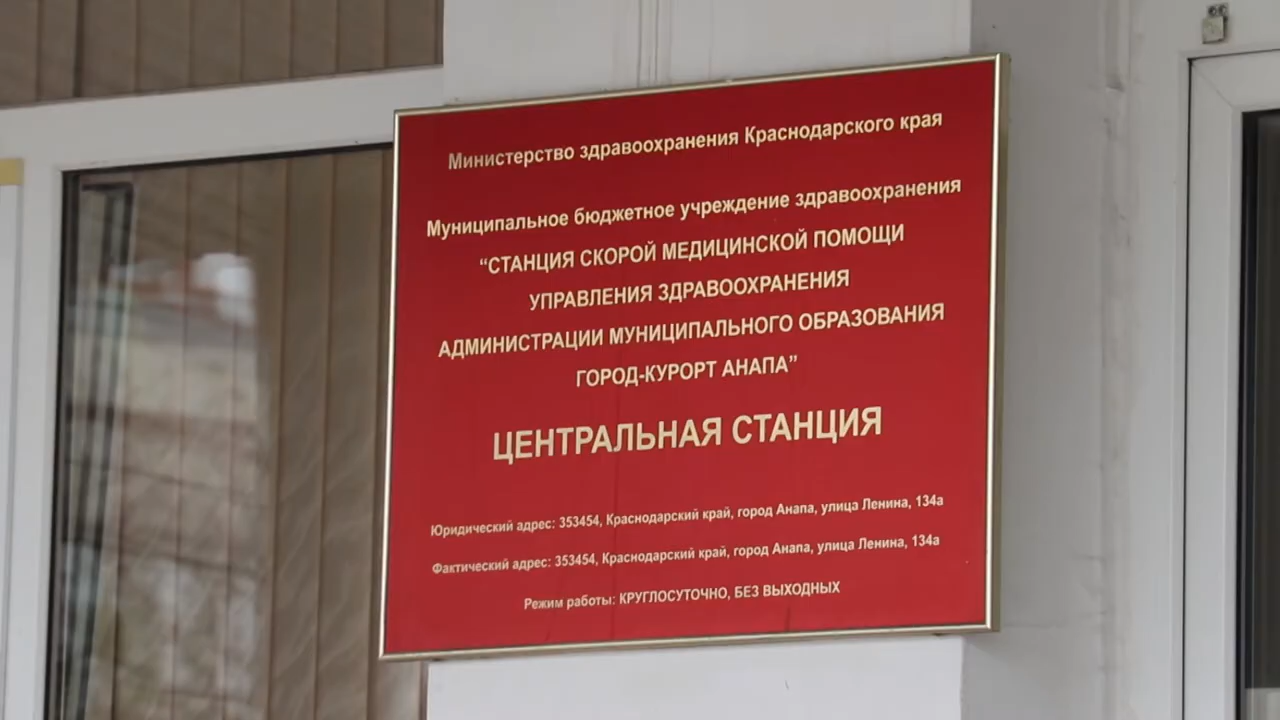 Министерство здравоохранения Краснодарского края
Муниципальное бюджетное учреждение здравоохранения
“СТАНЦИЯ СКОРОЙ МЕДИЦИНСКОЙ ПОМОЩИ
УПРАВЛЕНИЯ ЗДРАВООХРАНЕНИЯ
АДМИНИСТРАЦИИ МУНИЦИПАЛЬНОГО ОБРАЗОВАНИЯ
ГОРОД-КУРОРТ АНАПА”
ЦЕНТРАЛЬНАЯ СТАНЦИЯ
Юридический адрес: 353454, Краснодарский край, город Анапа, улица Ленина, 134а
Фактический адрес: 353454, Краснодарский край, город Анапа, улица Ленина, 134а
Режим работы: КРУГЛОСУТОЧНО, БЕЗ ВЫХОДНЫХ